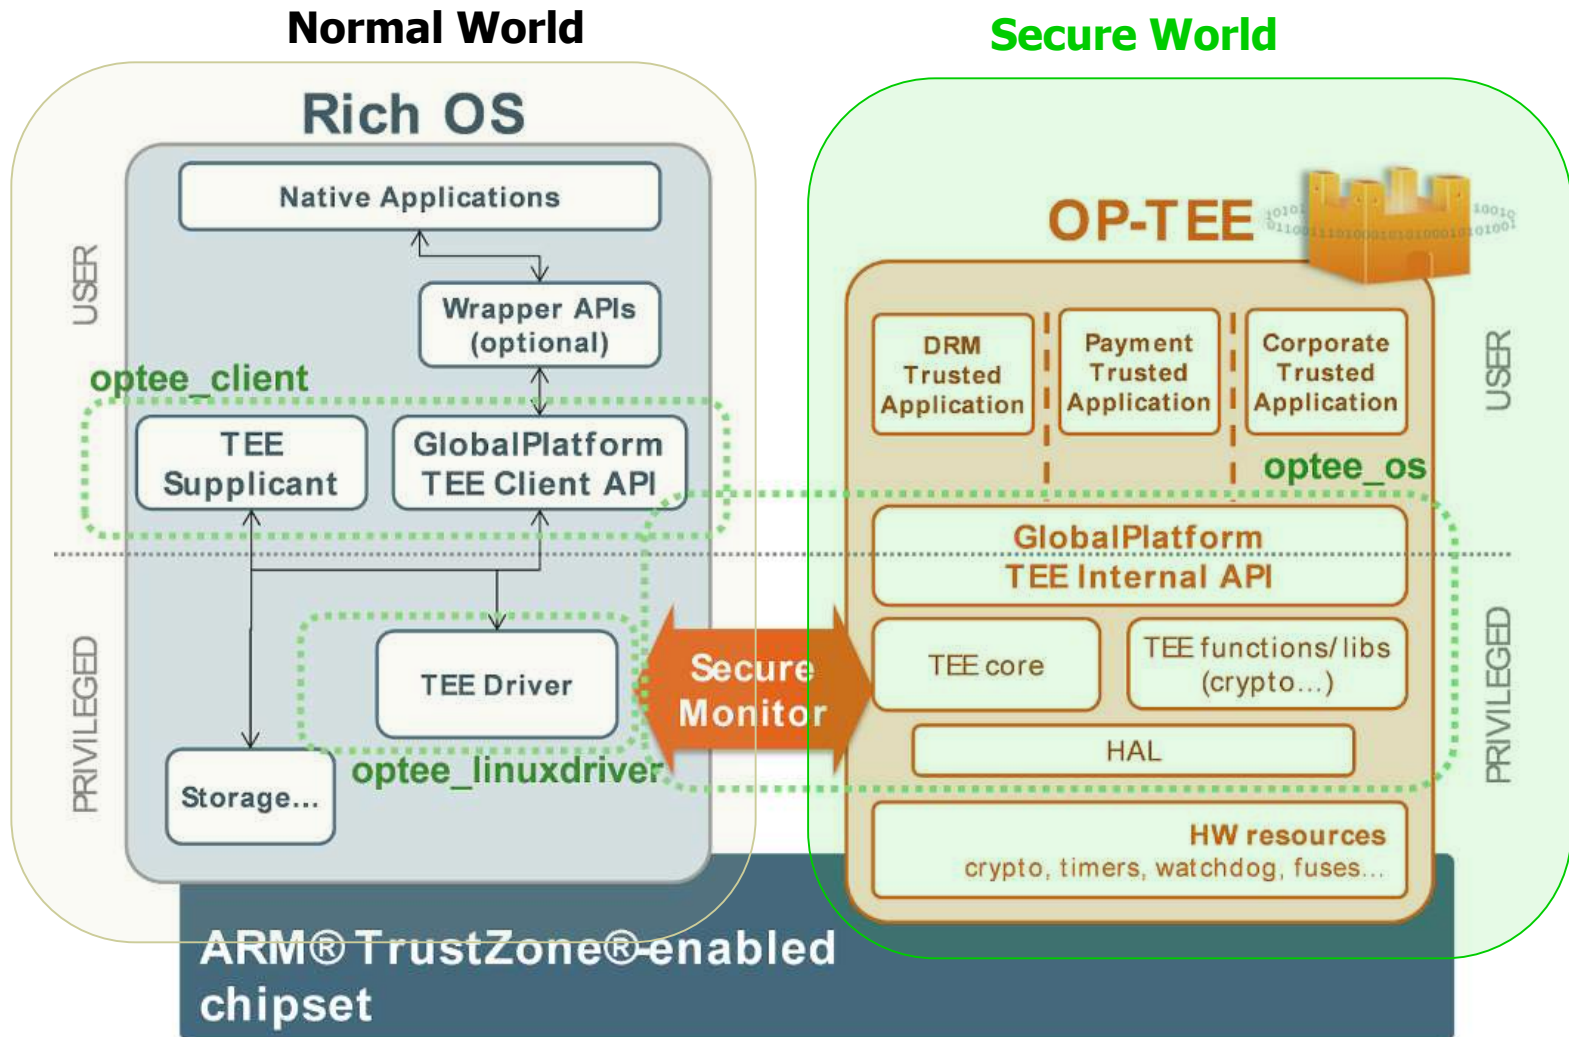 Normal World
Secure World
Rich OS
Native Applications
Wrapper APIs
(optional)
optee_client
TEE
Supplicant
GlobalPlatform
TEE Client API
TEE Driver
optee_linuxdriver
Storage...
USER
PRIVILEGED
Secure
Monitor
OP-TEE
10101
10010
01100111010001010100010101001
DRM
Trusted
Application
Payment
Trusted
Application
Corporate
Trusted
Application
optee_os
GlobalPlatform
TEE Internal API
TEE core
TEE functions/libs
(crypto...)
HAL
HW resources
crypto, timers, watchdog, fuses...
USER
PRIVILEGED
ARM® TrustZone®-enabled
chipset